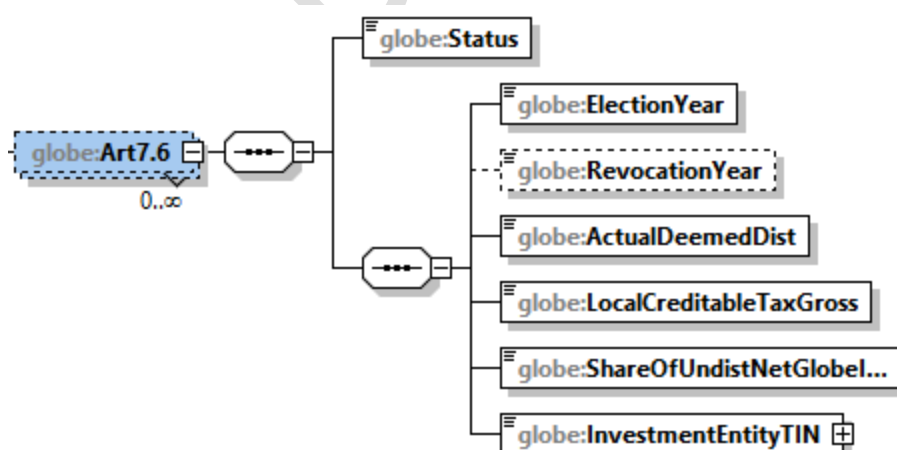 globe:Status
globe:ElectionYear
globe:Art7.6
globe:RevocationYear
0..∞
globe:ActualDeemedDist
globe:LocalCreditableTaxGross
globe:ShareOfUndistNetGlobeI...
globe:InvestmentEntityTIN